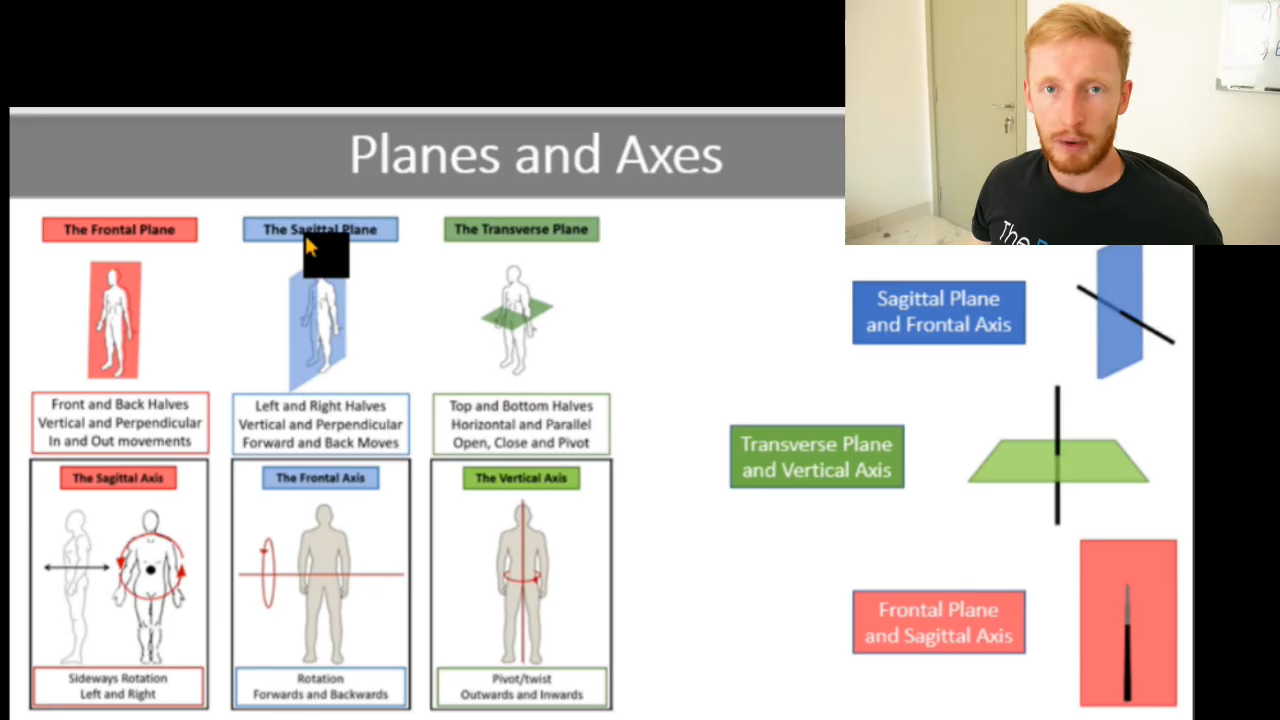 Planes and Axes
The Frontal Plane
The Sagittal Plane
The Transverse Plane
Front and Back Halves
Vertical and Perpendicular
In and Out movements
Left and Right Halves
Vertical and Perpendicular
Forward and Back Moves
Top and Bottom Halves
Horizontal and Parallel
Open, Close and Pivot
The Sagittal Axis
The Frontal Axis
The Vertical Axis
Sideways Rotation
Left and Right
Rotation
Forwards and Backwards
Pivot/twist
Outwards and Inwards
Sagittal Plane
and Frontal Axis
Transverse Plane
and Vertical Axis
Frontal Plane
and Sagittal Axis
The
2)
3)